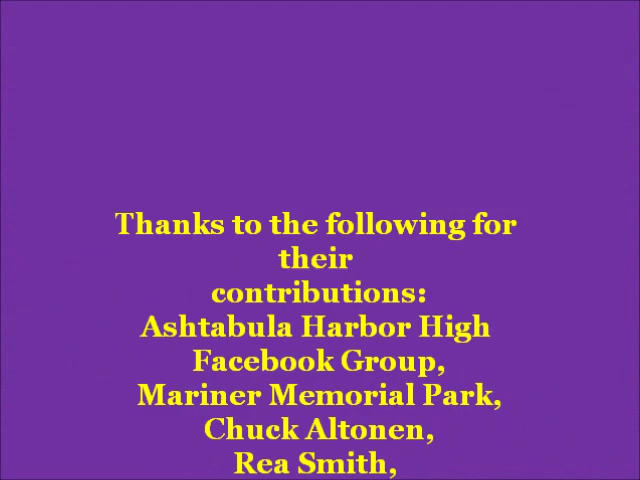 Thanks to the following for
their
contributions:
Ashtabula Harbor High
Facebook Group,
Mariner Memorial Park,
Chuck Altonen,
Rea Smith,